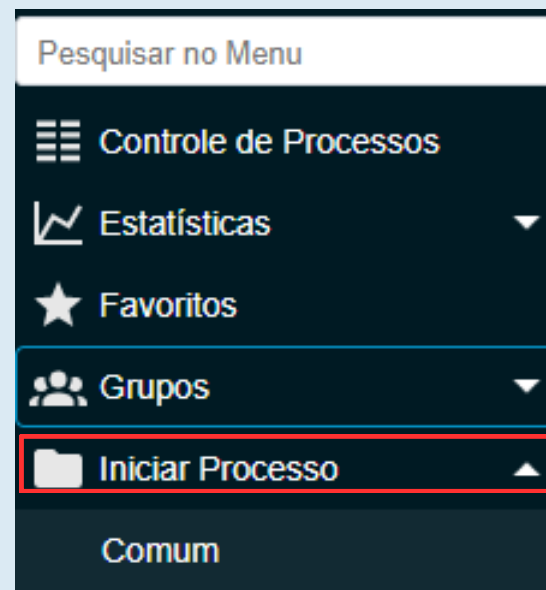 Pesquisar no Menu
Controle de Processos
Estatísticas
Favoritos
Grupos
Iniciar Processo
Comum